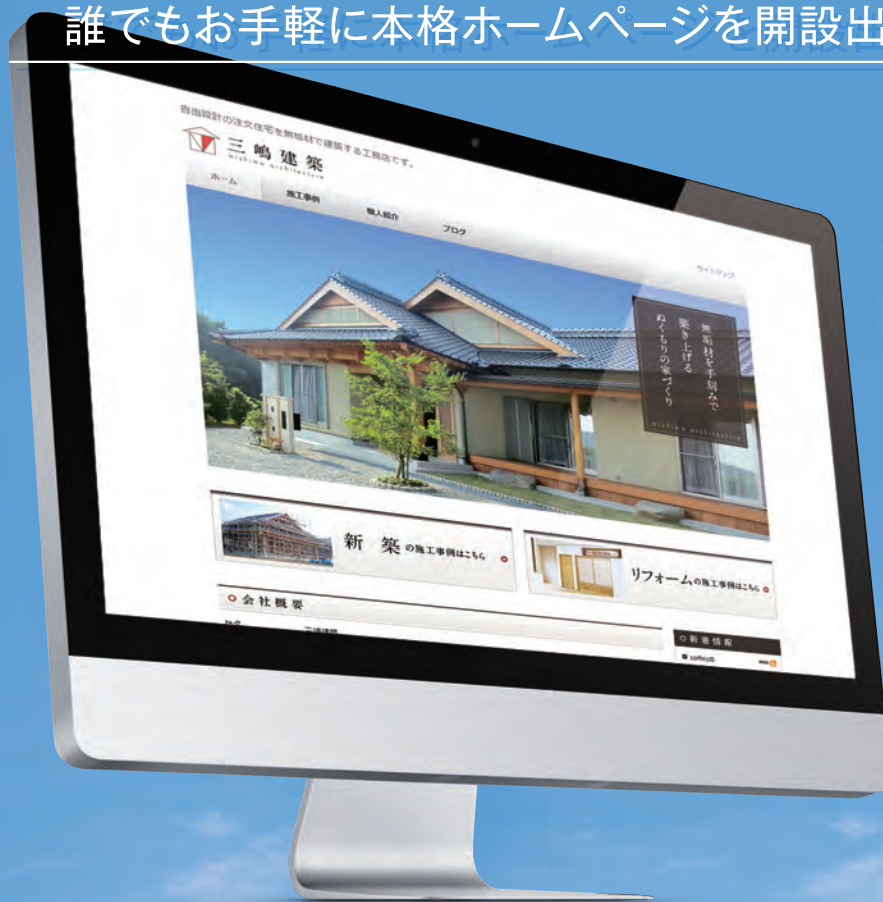 誰でもお手軽に本格ホームページを開設出
自由設計の注文住宅を無垢材で建築する工務店です。
三嶋建築
mishima architecture
ホーム
施工事例
職人紹介
ブログ
サイトマップ
無垢材を手刻みで
築き上げる
ぬくもりの家づくり
mishima architecture
新 築の施工事例はこちら
リフォームの施工事例はこちら
会社概要
新着情報